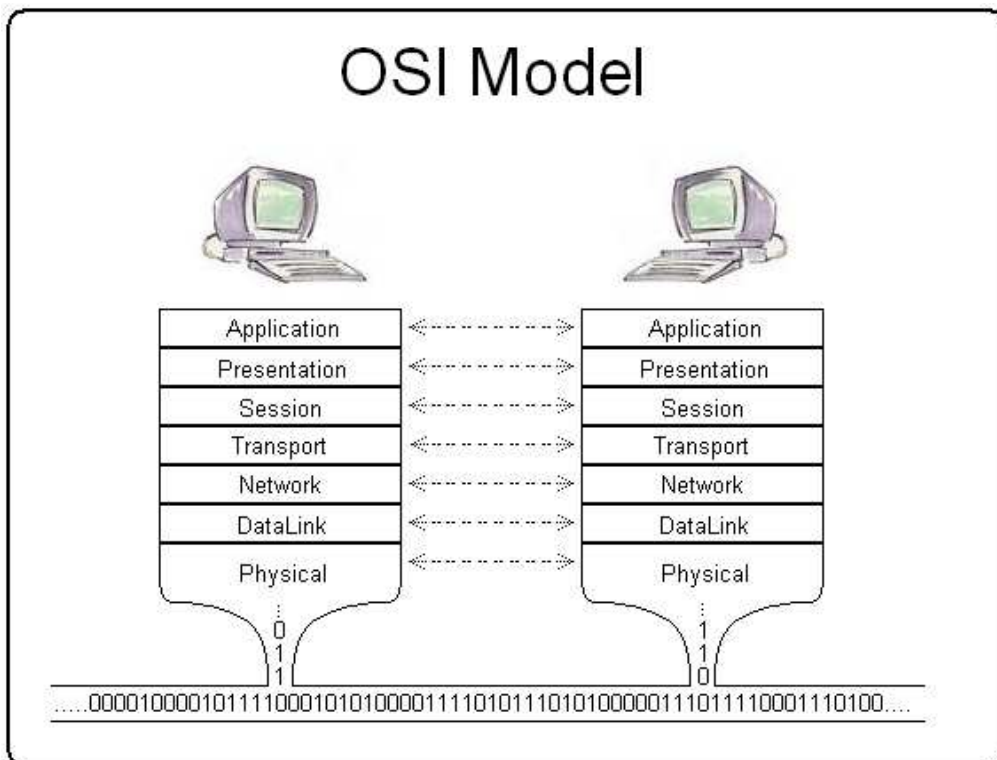 OSI Model
Application Application
Presentation Presentation
Session Session
Transport Transport
Network Network
DataLink DataLink
Physical Physical
:
0
1
1
:
1
1
0